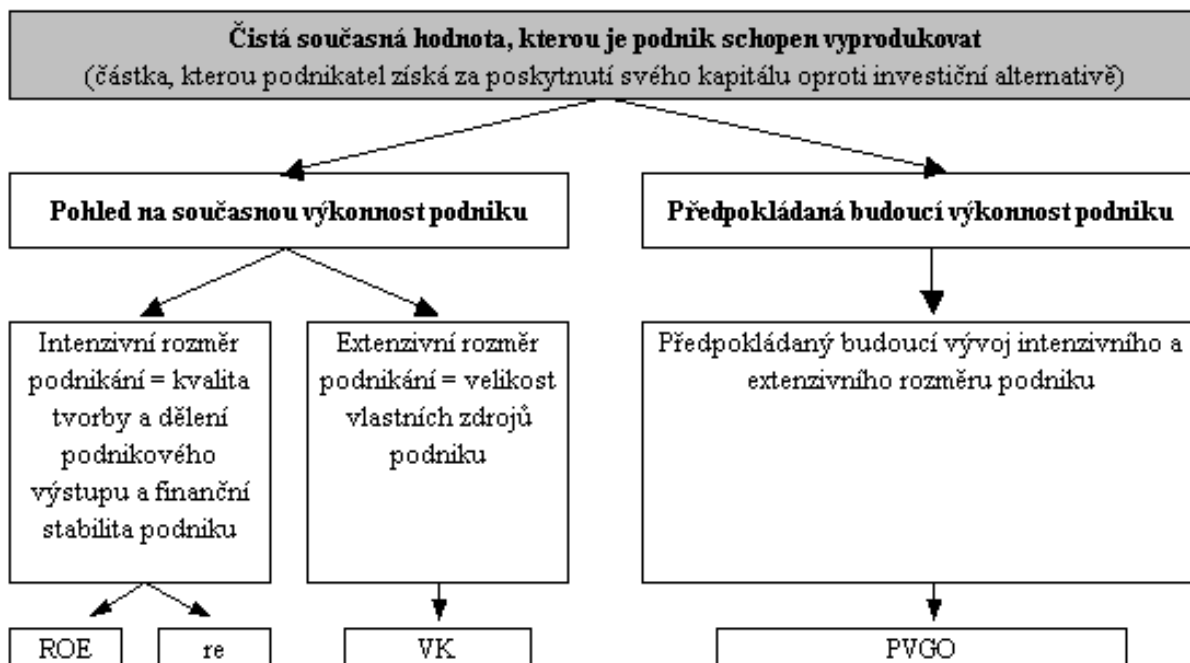 Čistá současná hodnota, kterou je podnik schopen vyprodukovat
(částka, kterou podnikatel získá za poskytnutí svého kapitálu oproti investiční alternativě)
Pohled na současnou výkonnost podniku
Předpokládaná budoucí výkonnost podniku
Intenzivní rozměr
podnikání = kvalita
tvorby a dělení
podnikového
výstupu a finanční
stabilita podniku
Extenzivní rozměr
podnikání = velikost
vlastních zdrojů
podniku
Předpokládaný budoucí vývoj intenzivního a
extenzivního rozměru podniku
ROE
re
VK
PVGO